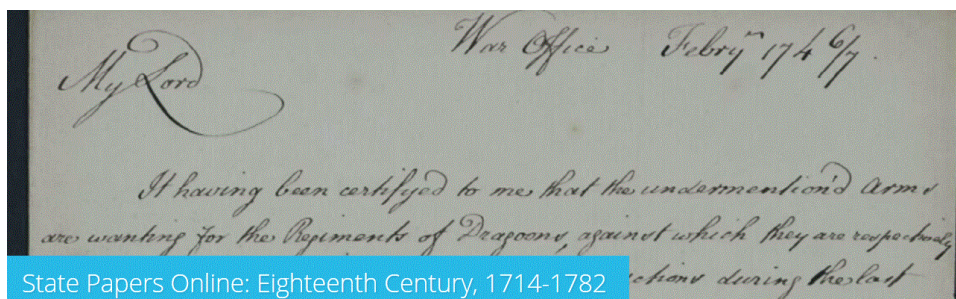 War Office Febry 1746/7.
My Lord
It having been certifyed to me that the undermention'd Arms
are wanting for the Regiments of Dragoons, against which they are respectively
ctions during the last
State Papers Online: Eighteenth Century, 1714-1782